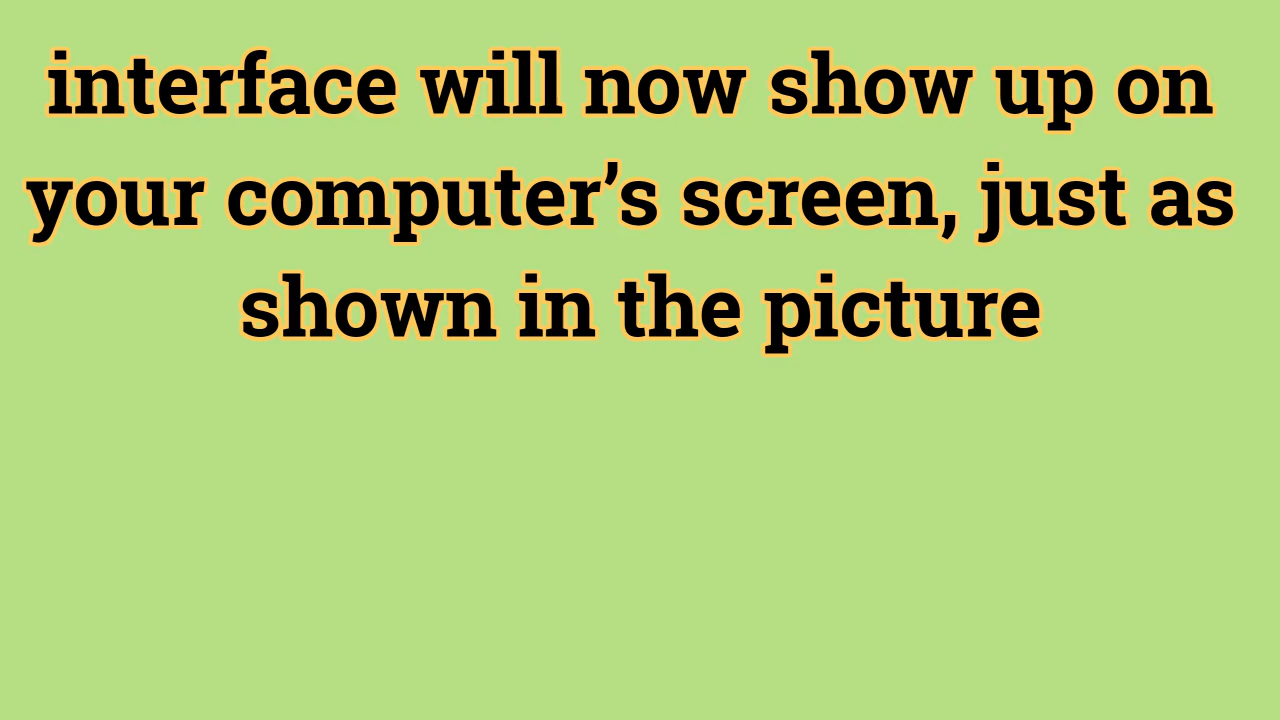 interface will now show up on
your computer’s screen, just as
shown in the picture